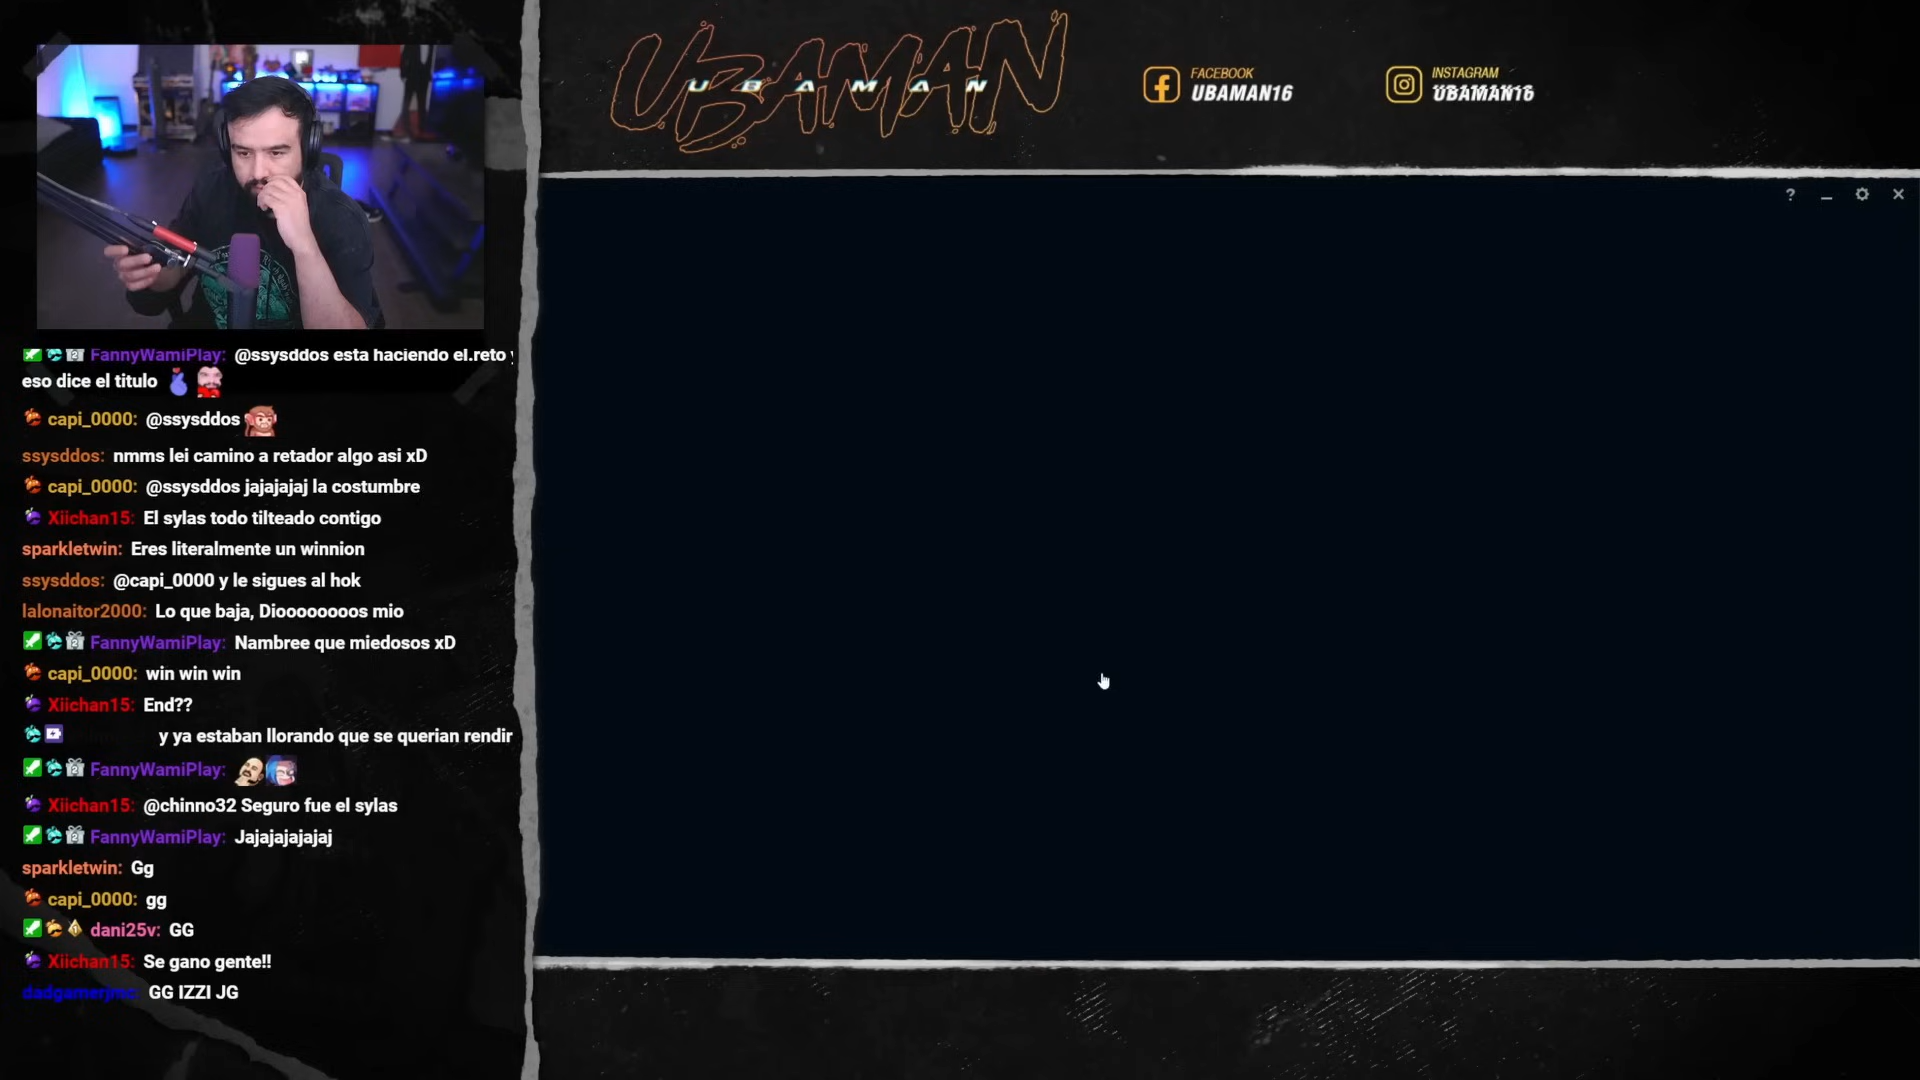 UBAMAN
U B A M A N
FACEBOOK
UBAMAN16
INSTAGRAM
UBAMAN16
?
FannyWamiPlay: @ssysddos esta haciendo el.reto y
eso dice el titulo
capi_0000: @ssysddos
ssysddos: nmms lei camino a retador algo asi xD
capi_0000: @ssysddos jajajajaj la costumbre
Xiichan15: El sylas todo tilteado contigo
sparkletwin: Eres literalmente un winnion
ssysddos: @capi_0000 y le sigues al hok
lalonaitor2000: Lo que baja, Diooooooos mio
FannyWamiPlay: Nambree que miedosos xD
capi_0000: win win win
Xiichan15: End??
y ya estaban llorando que se querian rendir
FannyWamiPlay:
Xiichan15: @chinno32 Seguro fue el sylas
FannyWamiPlay: Jajajajajajaj
sparkletwin: Gg
capi_0000: gg
dani25v: GG
Xiichan15: Se gano gente!!
dadgamerjmc: GG IZZI JG